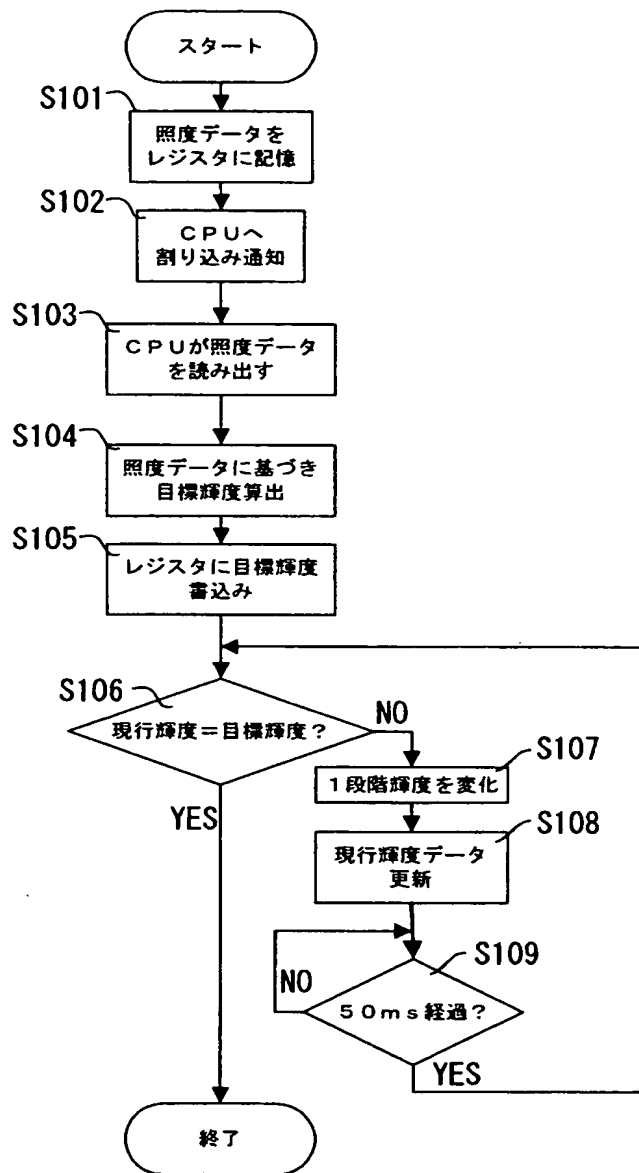 スタート
S101
照度データを
レジスタに記憶
S102
ＣＰＵへ
割り込み通知
S103
ＣＰＵが照度データ
を読み出す
S104
照度データに基づき
目標輝度算出
S105
レジスタに目標輝度
書込み
S106
現行輝度＝目標輝度？
NO
YES
S107
１段階輝度を変化
S108
現行輝度データ
更新
S109
NO
５０ｍｓ経過？
YES
終了